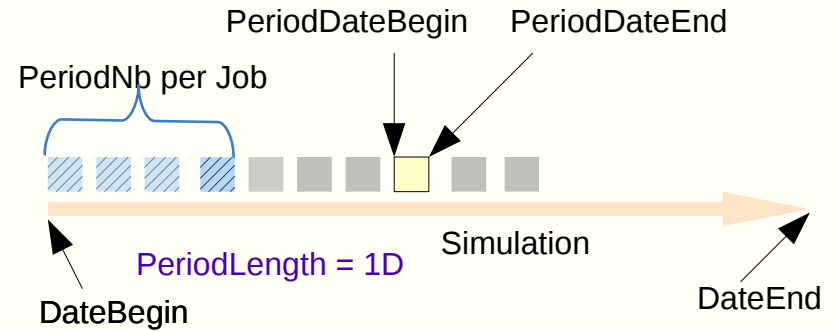 PeriodDateBegin
PeriodDateEnd
PeriodNb per Job
Simulation
PeriodLength = 1D
DateBegin
DateEnd